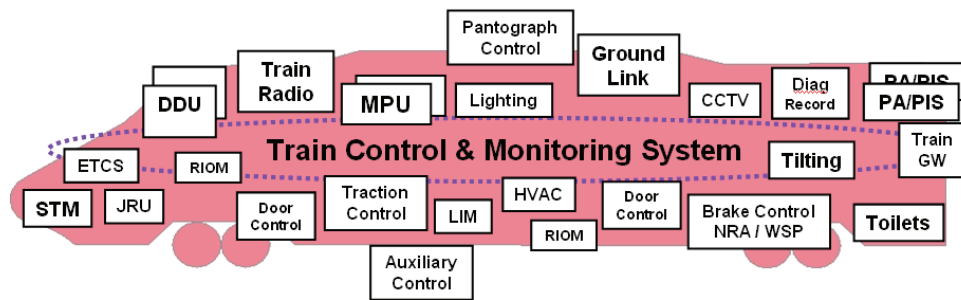 Pantograph
Control
Train
Radio
Ground
Link
DDU
MPU
Lighting
CCTV
Diag
Record
PA/PIS
PA/PIS
Train Control & Monitoring System
ETCS
RIOM
Tilting
Train
GW
STM
JRU
Door
Control
Traction
Control
LIM
HVAC
RIOM
Door
Control
Brake Control
NRA / WSP
Toilets
Auxiliary
Control